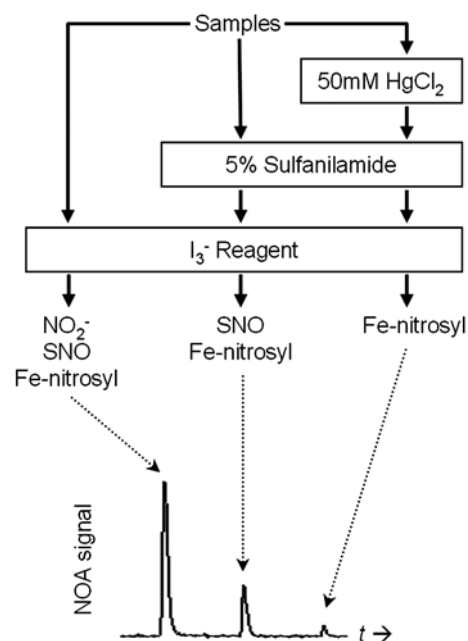 Samples
50mM HgCl₂
5% Sulfanilamide
I₃⁻ Reagent
NO₂⁻
SNO
Fe-nitrosyl
SNO
Fe-nitrosyl
Fe-nitrosyl
NOA signal
t →